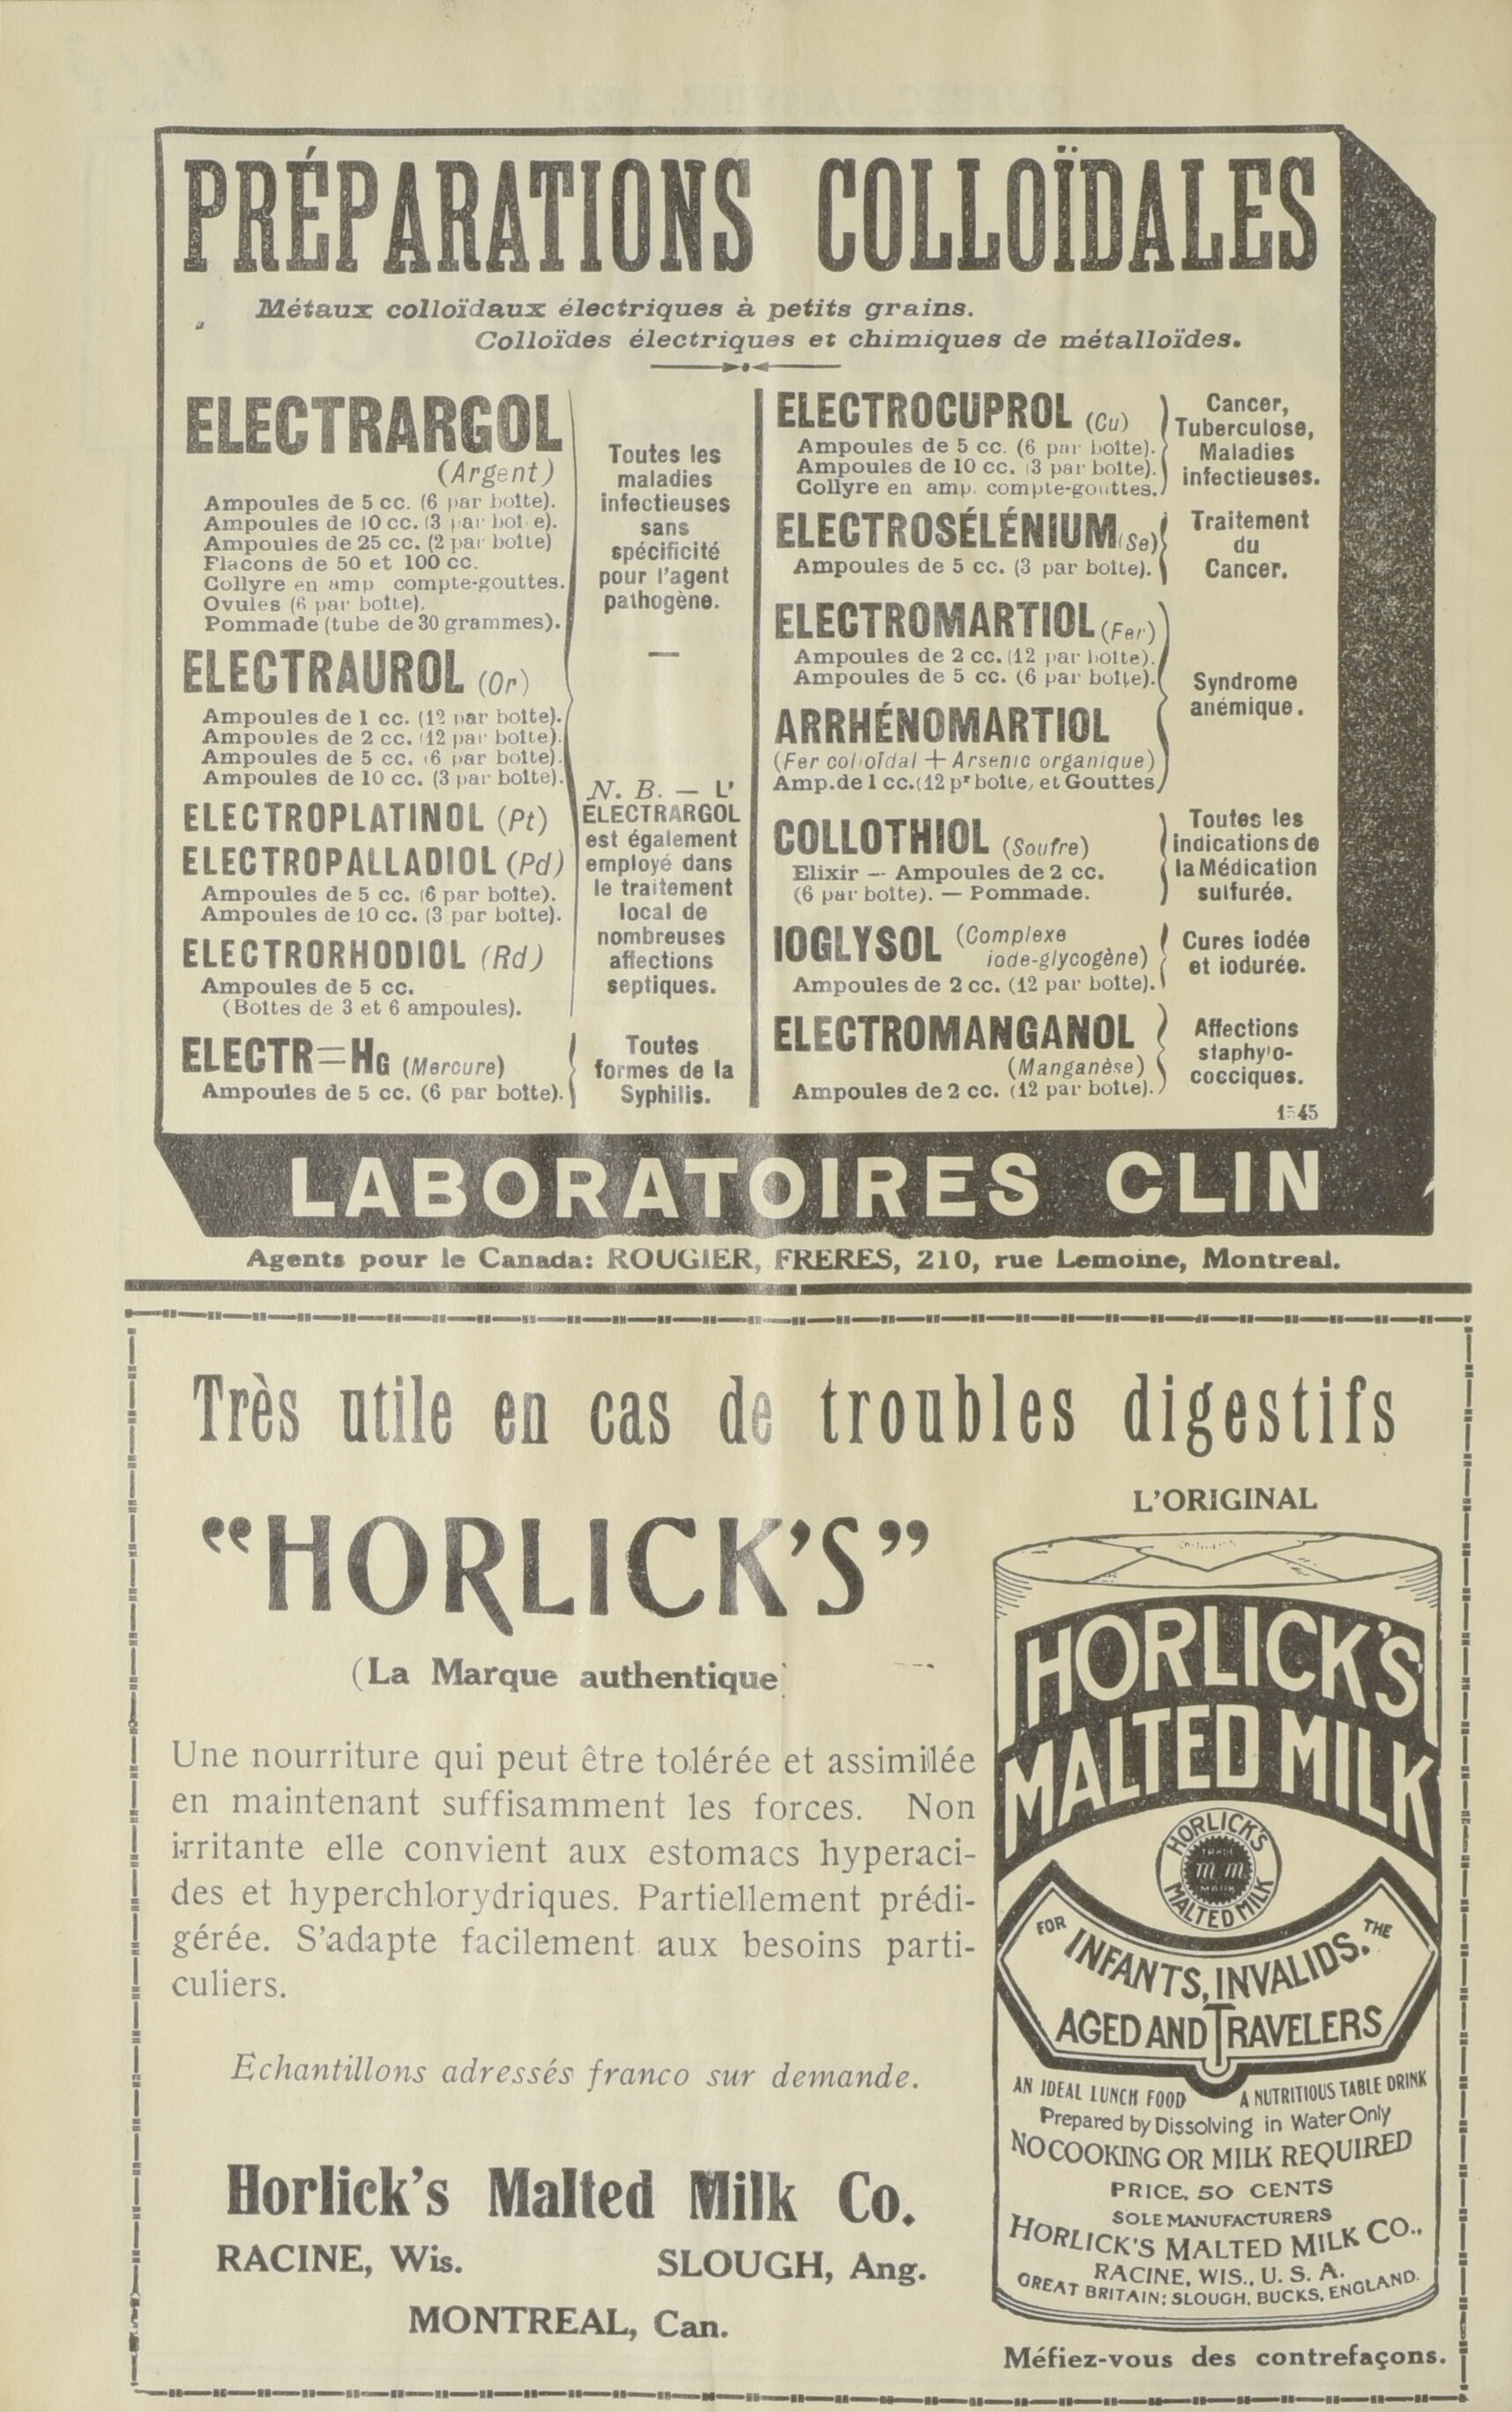 PRÉPARATIONS COLLOÏDALES
Métaux colloïdaux électriques à petits grains.
Colloïdes électriques et chimiques de métalloïdes.
ELECTRARGOL
(Argent)
Ampoules de 5 cc. (6 par boîte).
Ampoules de 10 cc. (3 par boîte).
Ampoules de 25 cc. (2 par boîte)
Flacons de 50 et 100 cc.
Collyre en amp compte-gouttes.
Ovules (6 par boîte).
Pommade (tube de 30 grammes).
ELECTRAUROL (Or)
Ampoules de 1 cc. (12 par boîte).
Ampoules de 2 cc. (12 par boîte).
Ampoules de 5 cc. (6 par boîte).
Ampoules de 10 cc. (3 par boîte).
ELECTROPLATINOL (Pt)
ELECTROPALLADIOL (Pd)
Ampoules de 5 cc. (6 par boîte).
Ampoules de 10 cc. (3 par boîte).
ELECTRORHODIOL (Rd)
Ampoules de 5 cc.
(Boîtes de 3 et 6 ampoules).
Toutes les
maladies
infectieuses
sans
spécificité
pour l'agent
pathogène.
—
N. B. — L'
ELECTRARGOL
est également
employé dans
le traitement
local de
nombreuses
affections
septiques.
ELECTR=HG (Mercure)
Ampoules de 5 cc. (6 par boîte).
Toutes
formes de la
Syphilis.
ELECTROCUPROL (Cu)
Ampoules de 5 cc. (6 par boîte).
Ampoules de 10 cc. (3 par boîte).
Collyre en amp. compte-gouttes.
Cancer,
Tuberculose,
Maladies
infectieuses.
ELECTROSÉLÉNIUM (Se)
Ampoules de 5 cc. (3 par boîte).
Traitement
du
Cancer.
ELECTROMARTIOL (Fer)
Ampoules de 2 cc. (12 par boîte).
Ampoules de 5 cc. (6 par boîte).
ARRHÉNOMARTIOL
(Fer colloïdal + Arsenic organique)
Amp. de 1 cc. (12 pr boîte, et Gouttes
Syndrome
anémique.
COLLOTHIOL (Soufre)
Elixir — Ampoules de 2 cc.
(6 par boîte). — Pommade.
Toutes les
indications de
la Médication
sulfurée.
IOGLYSOL (Complexe
iode-glycogène)
Ampoules de 2 cc. (12 par boîte).
Cures iodée
et iodurée.
ELECTROMANGANOL
(Manganèse)
Ampoules de 2 cc. (12 par boîte).
Affections
staphylo-
cocciques.
LABORATOIRES CLIN
Agents pour le Canada: ROUGIER, FRERES, 210, rue Lemoine, Montreal.
Très utile en cas de troubles digestifs
"HORLICK'S"
(La Marque authentique)
Une nourriture qui peut être tolérée et assimilée
en maintenant suffisamment les forces. Non
irritante elle convient aux estomacs hyperaci-
des et hyperchlorydriques. Partiellement prédi-
gérée. S'adapte facilement aux besoins parti-
culiers.
Echantillons adressés franco sur demande.
Horlick's Malted Milk Co.
RACINE, Wis. SLOUGH, Ang.
MONTREAL, Can.
L'ORIGINAL
HORLICK'S
MALTED MILK
HORLICK'S
TRADE
m.m.
MARK
MALTED MILK
FOR INFANTS, INVALIDS. THE
AGED AND TRAVELERS
AN IDEAL LUNCH FOOD A NUTRITIOUS TABLE DRINK
Prepared by Dissolving in Water Only
NO COOKING OR MILK REQUIRED
PRICE, 50 CENTS
SOLE MANUFACTURERS
HORLICK'S MALTED MILK CO.,
RACINE, WIS., U. S. A.
GREAT BRITAIN: SLOUGH, BUCKS, ENGLAND.
Méfiez-vous des contrefaçons.